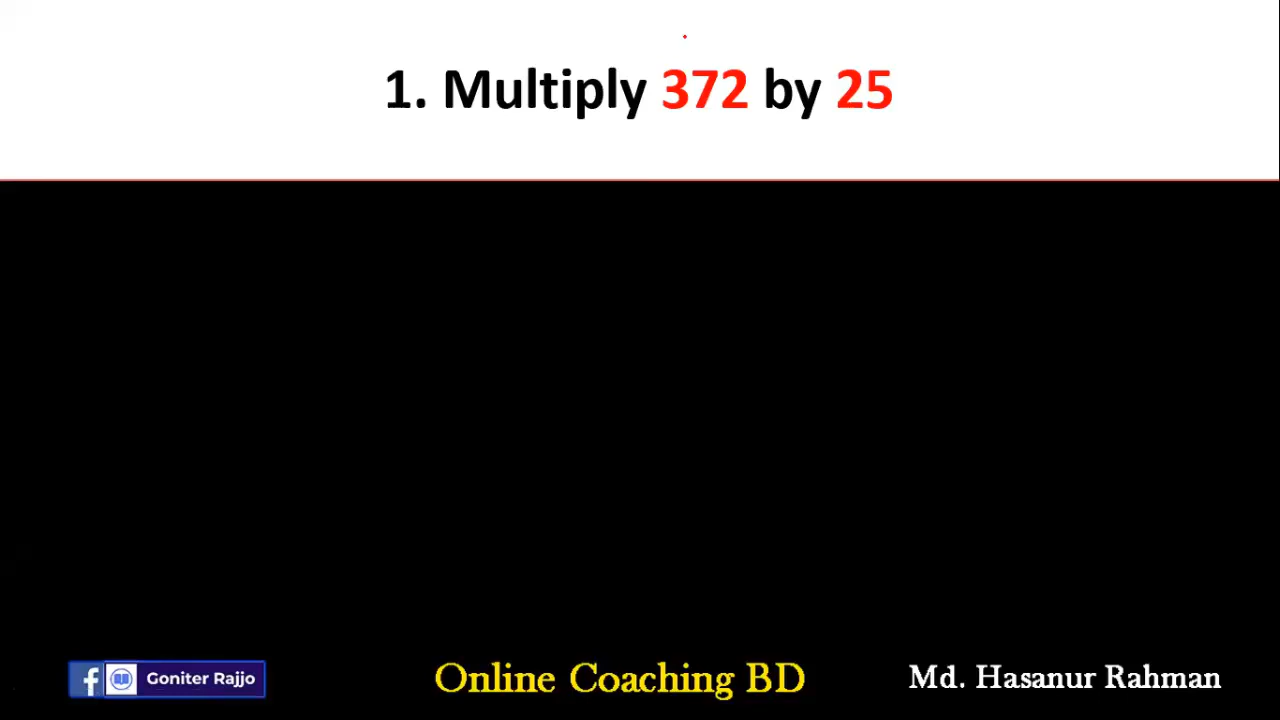 1. Multiply 372 by 25
Goniter Rajjo
Online Coaching BD
Md. Hasanur Rahman